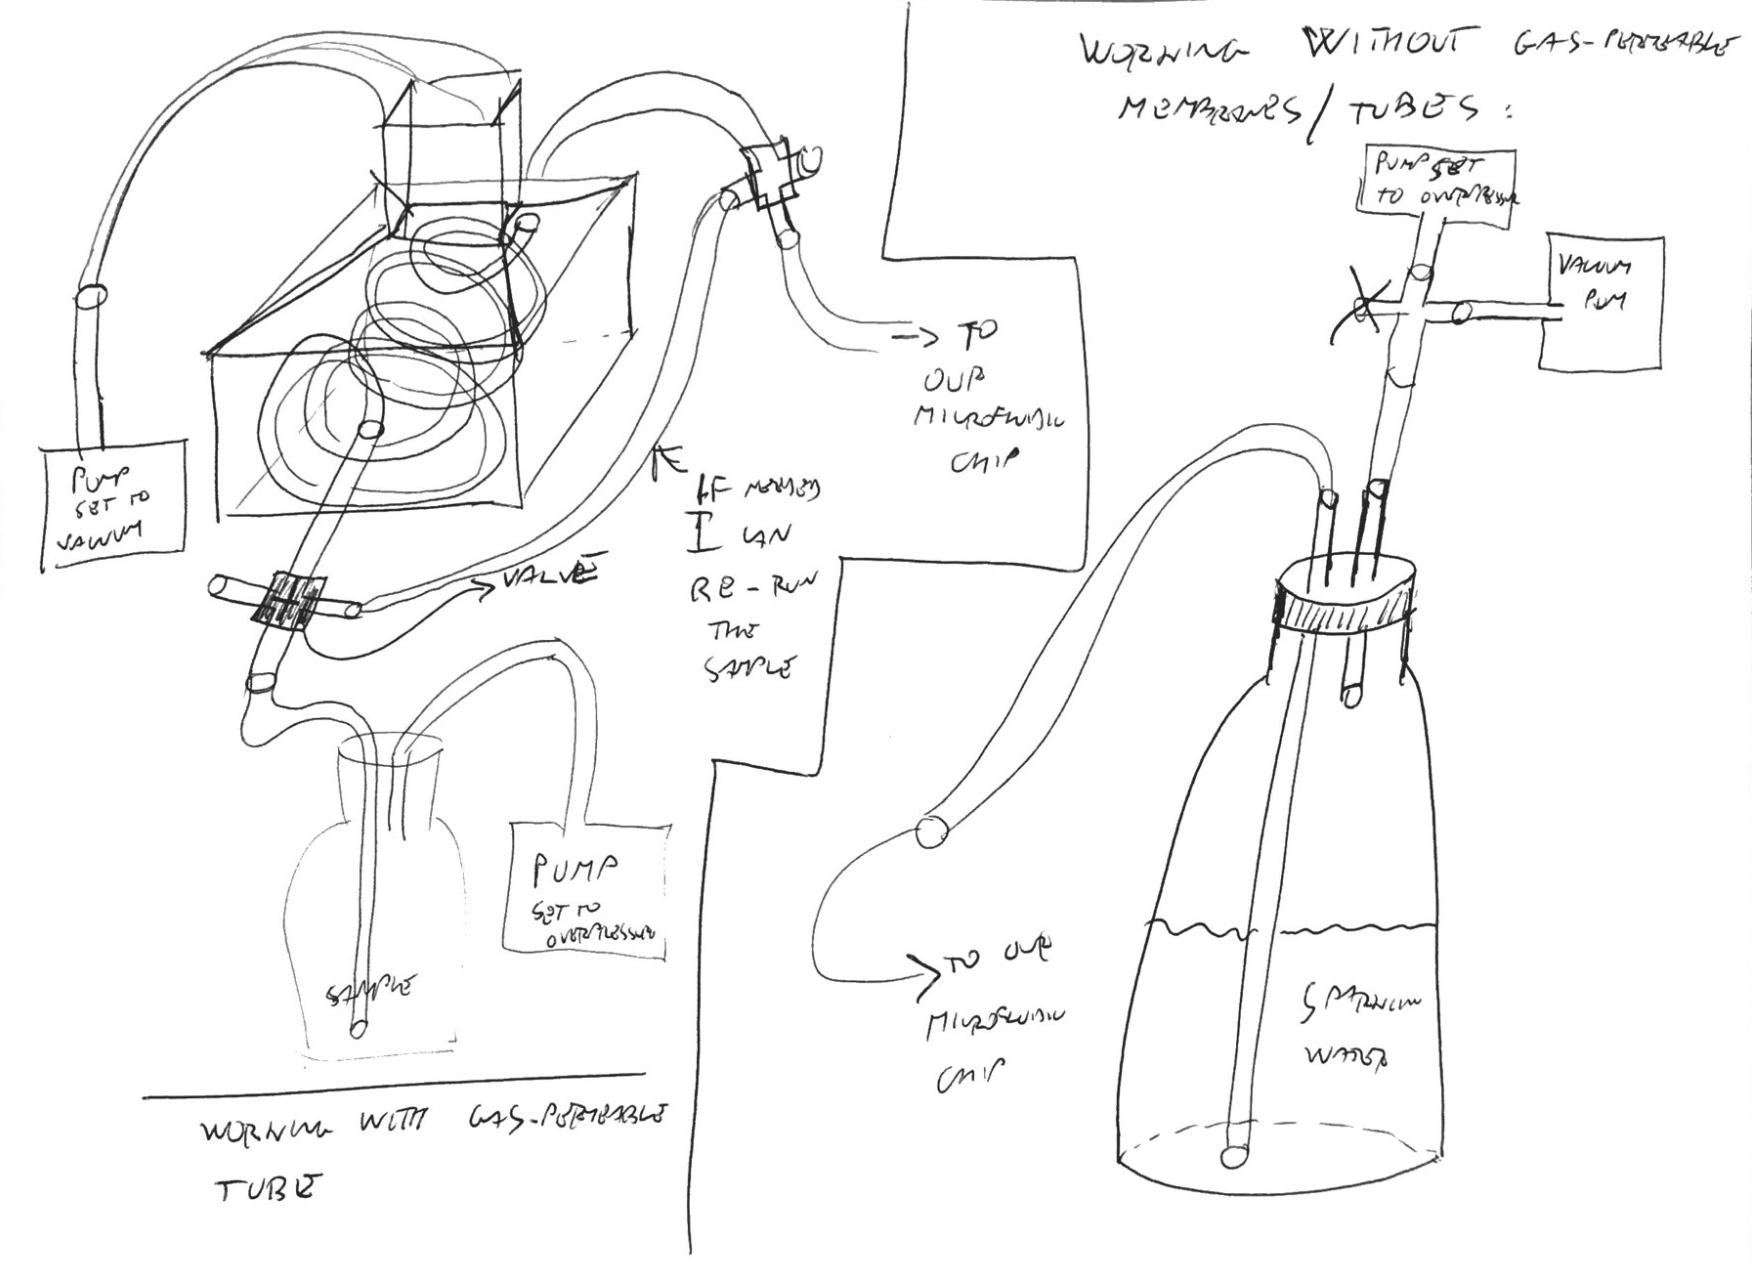 WORKING WITHOUT GAS-PERMEABLE
MEMBRANES/TUBES:
PUMP SET
TO OVERPRESSURE
VACUUM
PUM
TO
OUR
MICROFLUIDIC
CHIP
IF NEEDED
I CAN
RE-RUN
THE
SAMPLE
PUMP
SET TO
VACUUM
VALVE
PUMP
SET TO
OVERPRESSURE
SAMPLE
TO OUR
MICROFLUIDIC
CHIP
SPARKLING
WATER
WORKING WITH GAS-PERMEABLE
TUBE